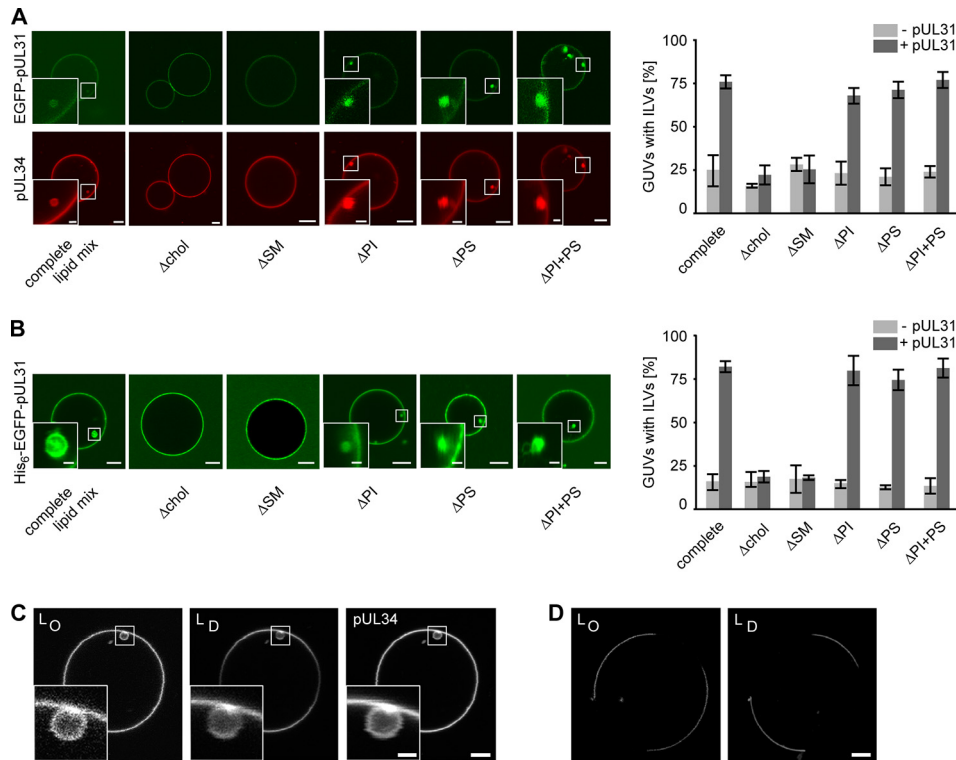 A
EGFP-pUL31
pUL34
complete lipid mix
Δchol
ΔSM
ΔPI
ΔPS
ΔPI+PS
- pUL31
+ pUL31
GUVs with ILVs [%]
100
75
50
25
0
complete
Δchol
ΔSM
ΔPI
ΔPS
ΔPI+PS
B
His6-EGFP-pUL31
complete lipid mix
Δchol
ΔSM
ΔPI
ΔPS
ΔPI+PS
- pUL31
+ pUL31
GUVs with ILVs [%]
100
75
50
25
0
complete
Δchol
ΔSM
ΔPI
ΔPS
ΔPI+PS
C
LO
LD
pUL34
D
LO
LD